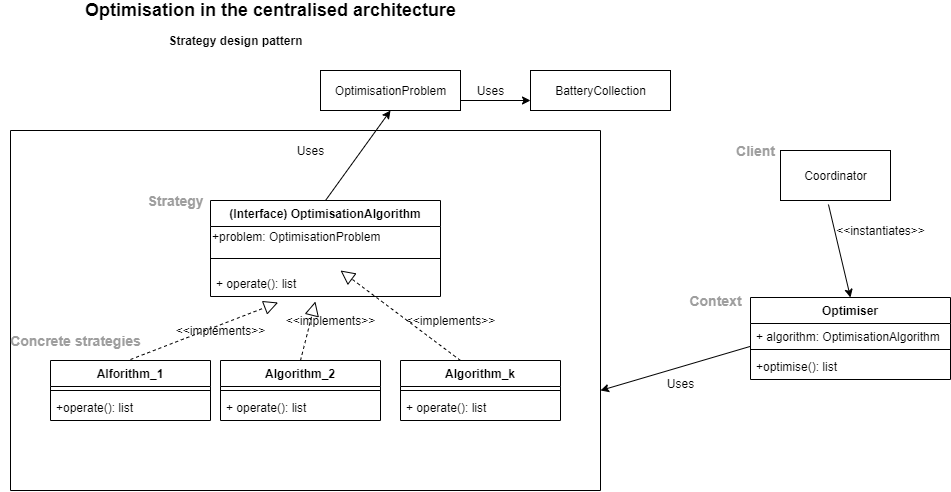 Optimisation in the centralised architecture
Strategy design pattern
OptimisationProblem
Uses
BatteryCollection
Uses
Client
Coordinator
Strategy
(Interface) OptimisationAlgorithm
+problem: OptimisationProblem
+ operate(): list
<<instantiates>>
Context
Optimiser
+ algorithm: OptimisationAlgorithm
+optimise(): list
<<implements>>
<<implements>>
<<implements>>
Concrete strategies
Alforithm_1
+operate(): list
Algorithm_2
+ operate(): list
Algorithm_k
+ operate(): list
Uses